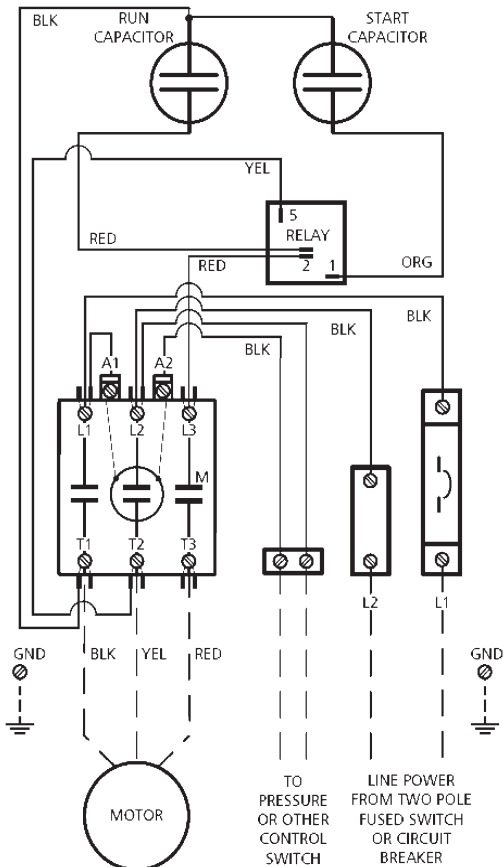 BLK
RUN
CAPACITOR
START
CAPACITOR
YEL
5
RELAY
2
1
RED
RED
ORG
BLK
BLK
BLK
A1
A2
L1
L2
L3
M
T1
T2
T3
L2
L1
GND
BLK
YEL
RED
GND
MOTOR
TO
PRESSURE
OR OTHER
CONTROL
SWITCH
LINE POWER
FROM TWO POLE
FUSED SWITCH
OR CIRCUIT
BREAKER